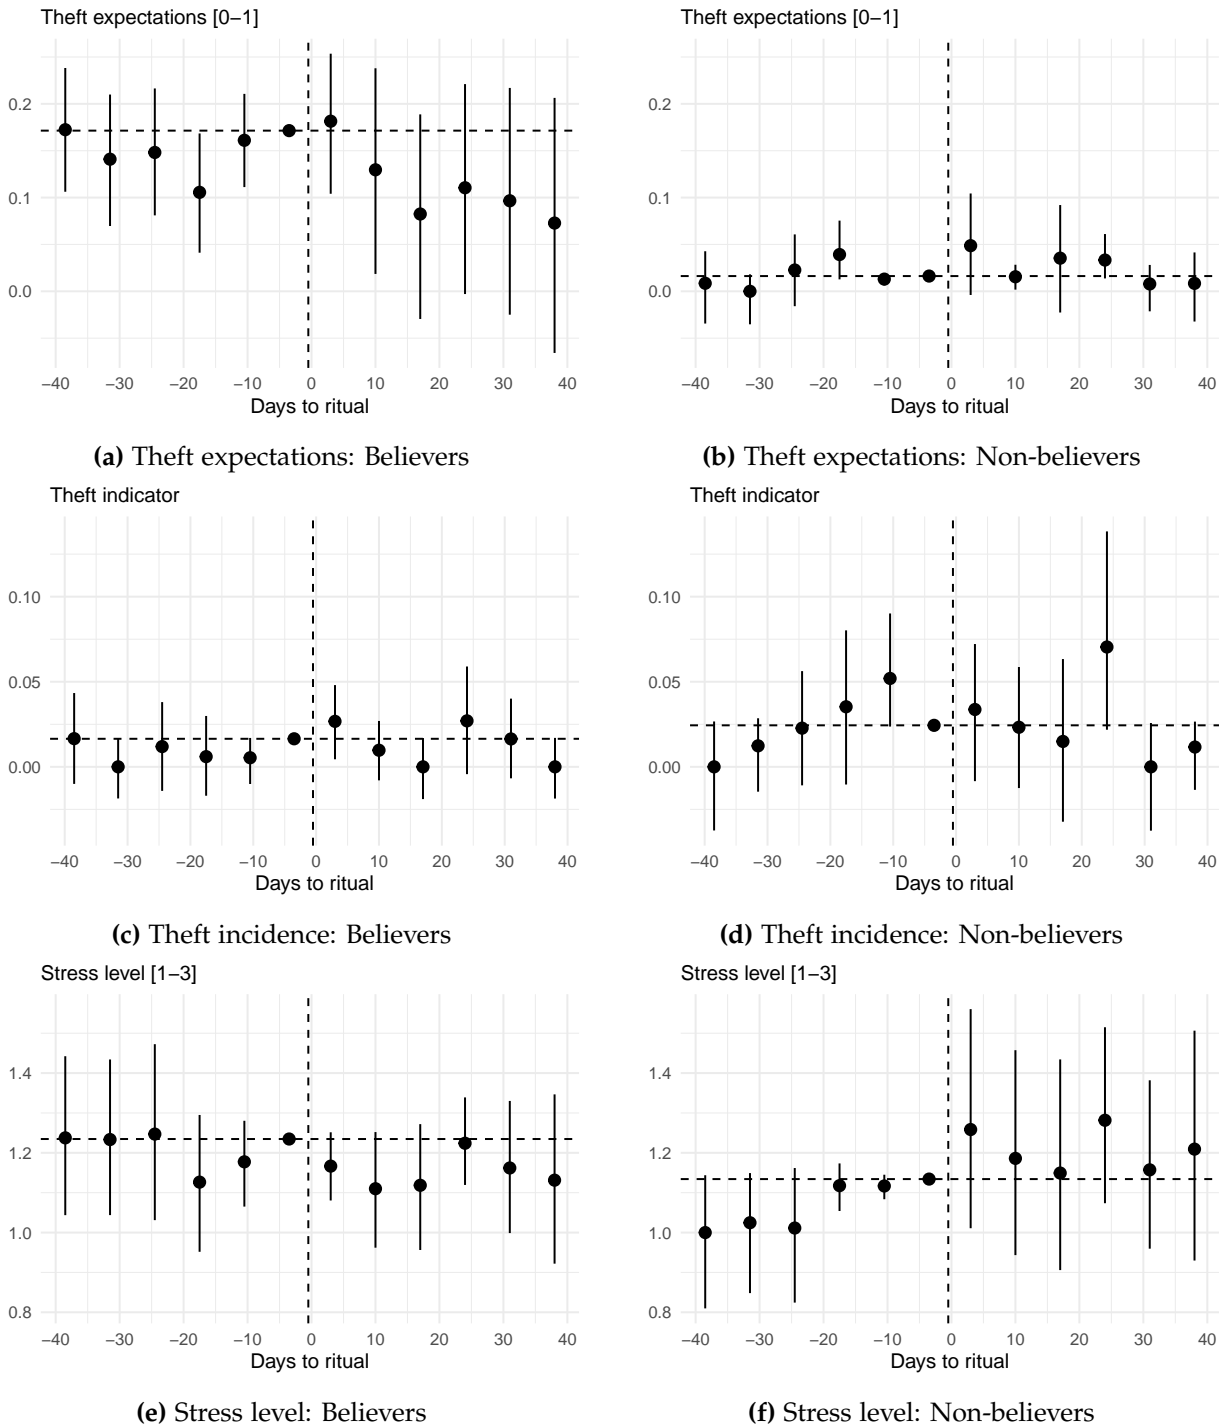 Theft expectations [0−1]
0.2
0.1
0.0
−40 −30 −20 −10 0 10 20 30 40
Days to ritual
(a) Theft expectations: Believers
Theft expectations [0−1]
0.2
0.1
0.0
−40 −30 −20 −10 0 10 20 30 40
Days to ritual
(b) Theft expectations: Non-believers
Theft indicator
0.10
0.05
0.00
−40 −30 −20 −10 0 10 20 30 40
Days to ritual
(c) Theft incidence: Believers
Theft indicator
0.10
0.05
0.00
−40 −30 −20 −10 0 10 20 30 40
Days to ritual
(d) Theft incidence: Non-believers
Stress level [1−3]
1.4
1.2
1.0
0.8
−40 −30 −20 −10 0 10 20 30 40
Days to ritual
(e) Stress level: Believers
Stress level [1−3]
1.4
1.2
1.0
0.8
−40 −30 −20 −10 0 10 20 30 40
Days to ritual
(f) Stress level: Non-believers